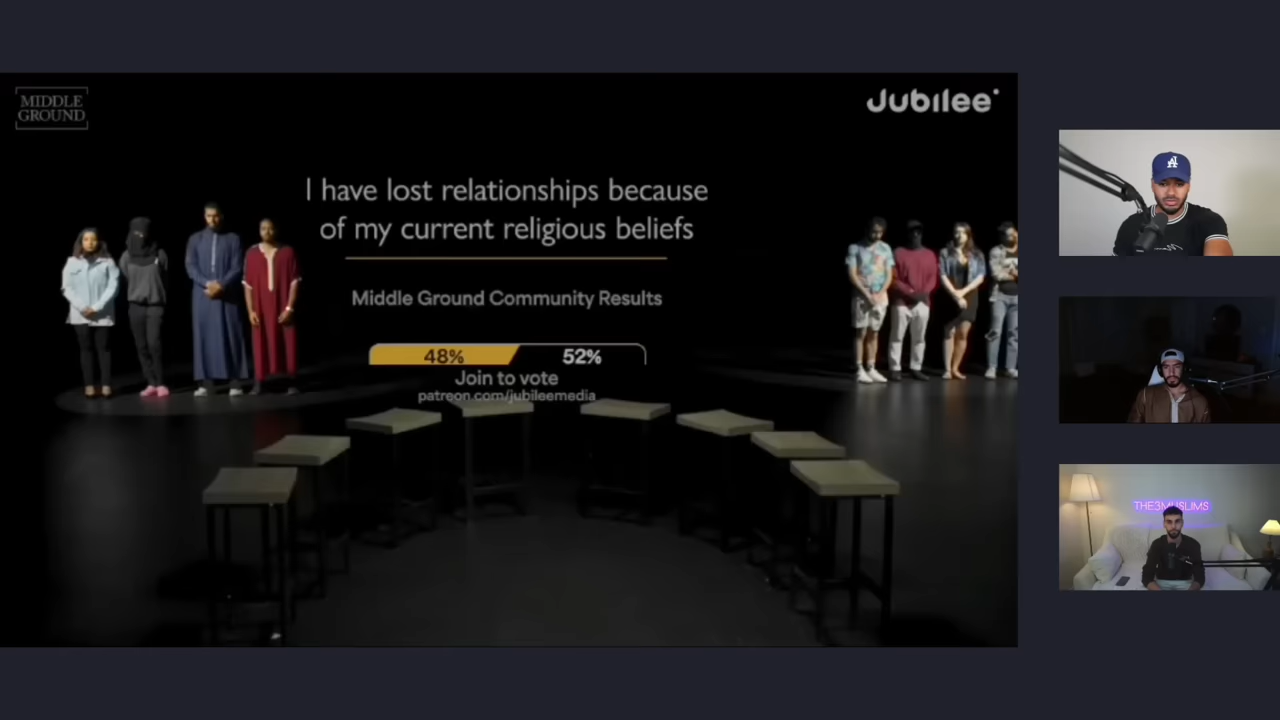 MIDDLE
GROUND
Jubilee
I have lost relationships because
of my current religious beliefs
Middle Ground Community Results
48% 52%
Join to vote
patreon.com/jubileemedia
THE3MUSLIMS